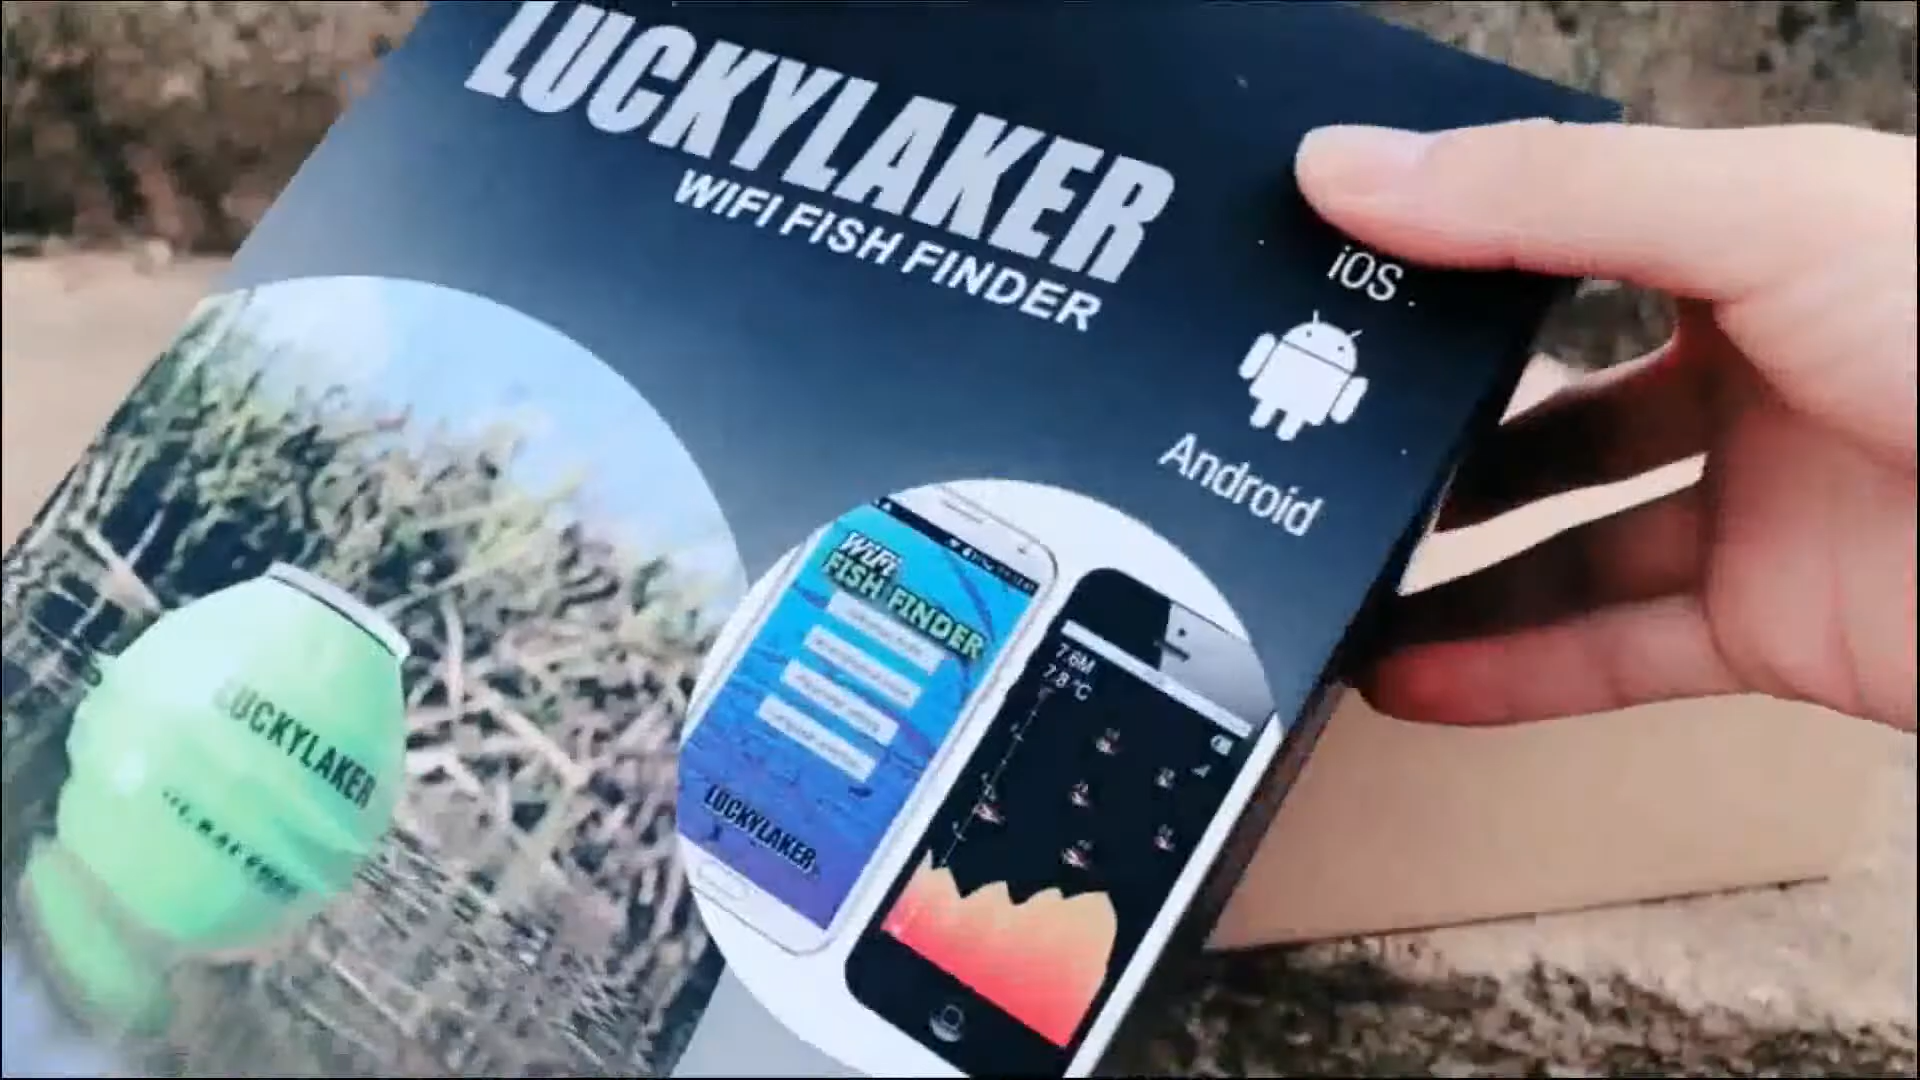 LUCKYLAKER
WIFI FISH FINDER
iOS
Android
WiFi
FISH FINDER
LUCKYLAKER
7.6M
7.8 °C
LUCKYLAKER